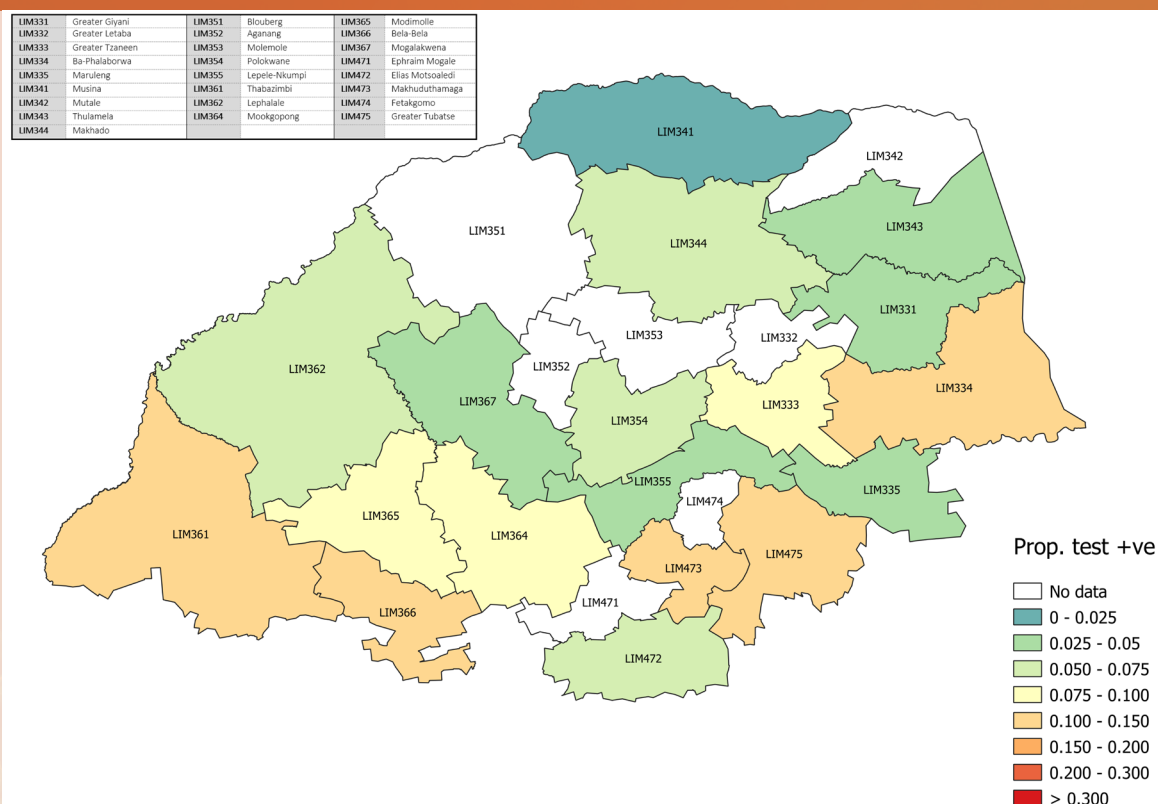 LIM331 Greater Giyani LIM351 Blouberg LIM365 Modimolle
LIM332 Greater Letaba LIM352 Aganang LIM366 Bela-Bela
LIM333 Greater Tzaneen LIM353 Molemole LIM367 Mogalakwena
LIM334 Ba-Phalaborwa LIM354 Polokwane LIM471 Ephraim Mogale
LIM335 Maruleng LIM355 Lepele-Nkumpi LIM472 Elias Motsoaledi
LIM341 Musina LIM361 Thabazimbi LIM473 Makhuduthamaga
LIM342 Mutale LIM362 Lephalale LIM474 Fetakgomo
LIM343 Thulamela LIM364 Mookgopong LIM475 Greater Tubatse
LIM344 Makhado
LIM341
LIM342
LIM351
LIM344
LIM343
LIM331
LIM353
LIM332
LIM352
LIM362
LIM334
LIM367
LIM333
LIM354
LIM355
LIM335
LIM474
LIM365
LIM361
LIM364
LIM475
LIM473
LIM471
LIM366
LIM472
Prop. test +ve
No data
0 - 0.025
0.025 - 0.05
0.050 - 0.075
0.075 - 0.100
0.100 - 0.150
0.150 - 0.200
0.200 - 0.300
> 0.300